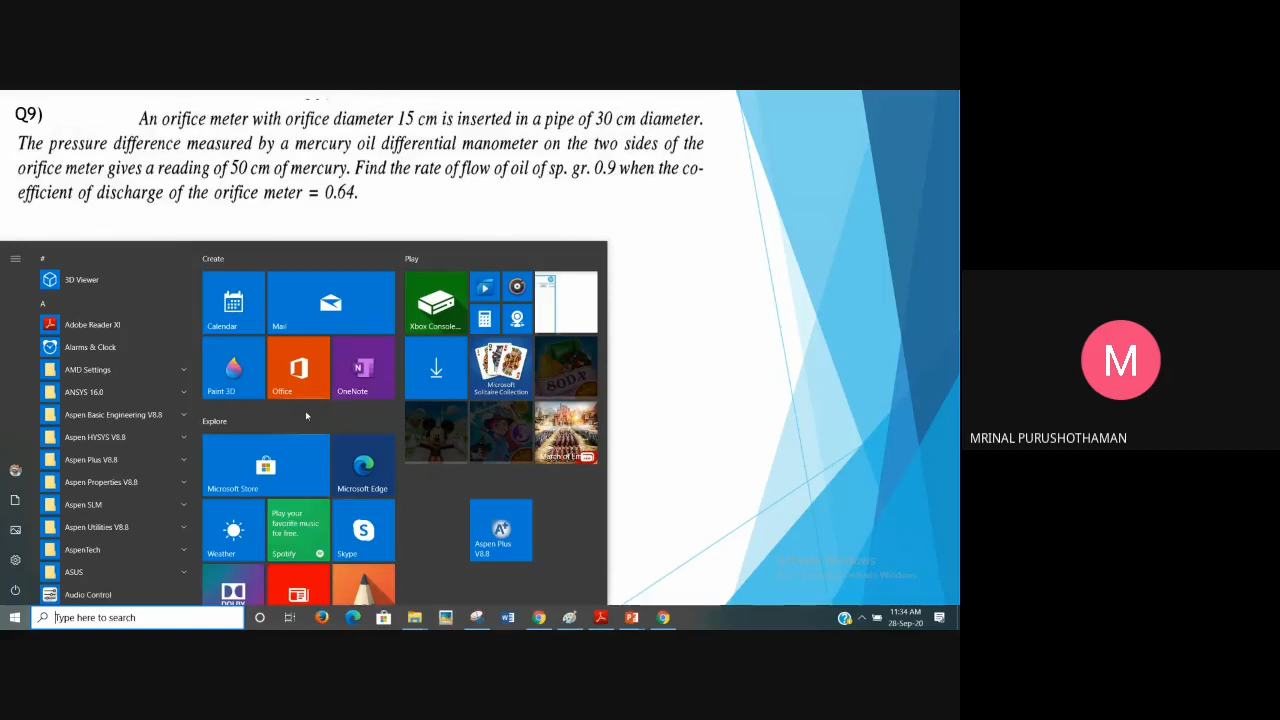 Q9)
An orifice meter with orifice diameter 15 cm is inserted in a pipe of 30 cm diameter.
The pressure difference measured by a mercury oil differential manometer on the two sides of the
orifice meter gives a reading of 50 cm of mercury. Find the rate of flow of oil of sp. gr. 0.9 when the co-
efficient of discharge of the orifice meter = 0.64.
#
3D Viewer
A
Adobe Reader XI
Alarms & Clock
AMD Settings
ANSYS 16.0
Aspen Basic Engineering V8.8
Aspen HYSYS V8.8
Aspen Plus V8.8
Aspen Properties V8.8
Aspen SLM
Aspen Utilities V8.8
AspenTech
ASUS
Audio Control
Create
Calendar
Mail
Paint 3D
Office
OneNote
Explore
Microsoft Store
Microsoft Edge
Weather
Play your
favorite music
for free.
Spotify
Skype
DOLBY
Play
Xbox Console...
Microsoft
Solitaire Collection
SODA
March of Em
Aspen Plus
V8.8
Type here to search
11:34 AM
28-Sep-20
M
MRINAL PURUSHOTHAMAN